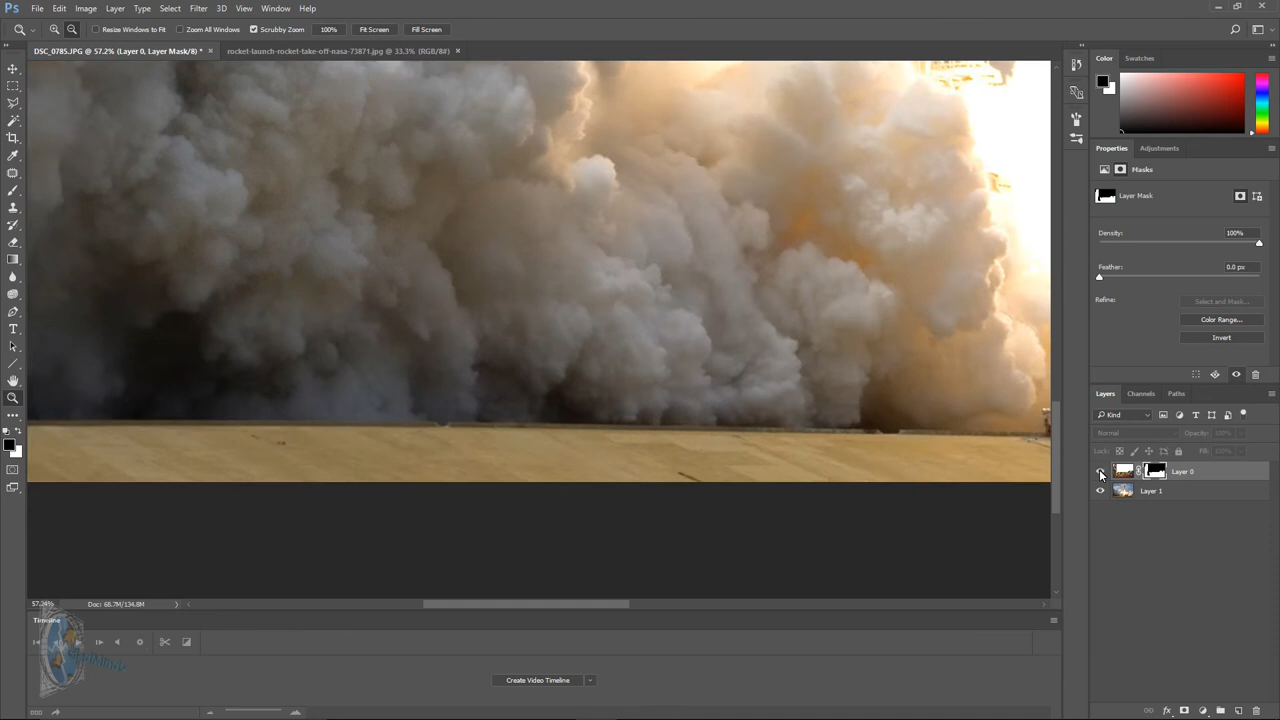 Ps File Edit Image Layer Type Select Filter 3D View Window Help
Resize Windows to Fit Zoom All Windows Scrubby Zoom 100% Fit Screen Fill Screen
DSC_0785.JPG @ 57.2% (Layer 0, Layer Mask/8) * × rocket-launch-rocket-take-off-nasa-73871.jpg @ 33.3% (RGB/8#) ×
Color Swatches
Properties Adjustments
Masks
Layer Mask
Density: 100%
Feather: 0.0 px
Refine: Select and Mask...
Color Range...
Invert
Layers Channels Paths
Kind
Normal Opacity: 100%
Lock: Fill: 100%
Layer 0
Layer 1
57.24% Doc: 68.7M/134.8M
Timeline
Create Video Timeline